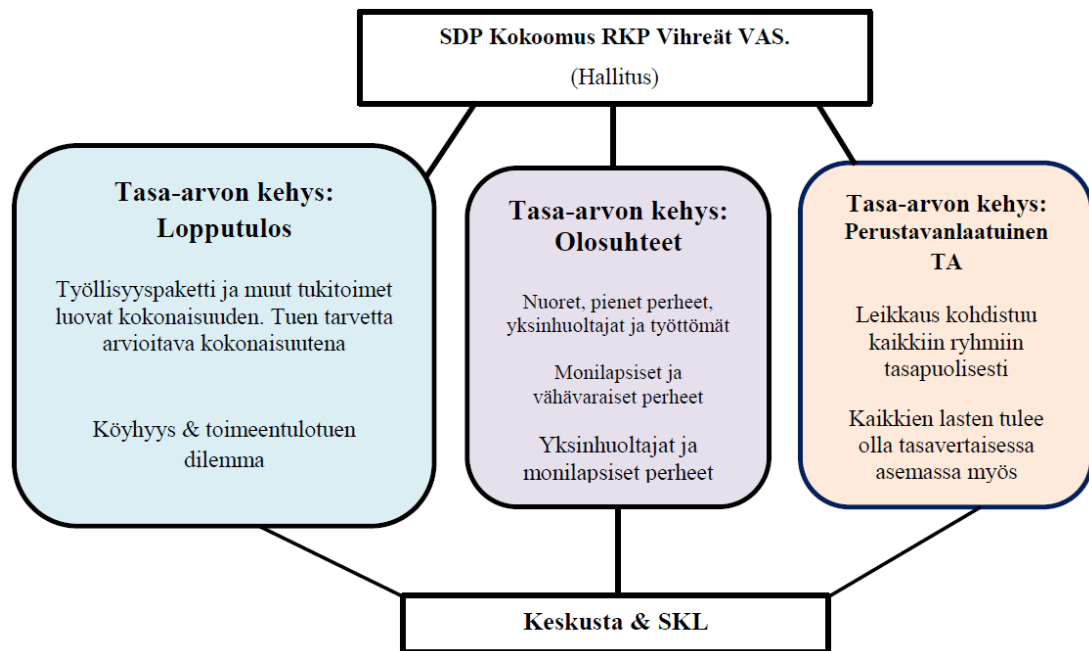 SDP Kokoomus RKP Vihreät VAS.
(Hallitus)
Tasa-arvon kehys:
Lopputulos
Työllisyyspaketti ja muut tukitoimet
luovat kokonaisuuden. Tuen tarvetta
arvioitava kokonaisuutena
Köyhyys & toimeentulotuen
dilemma
Tasa-arvon kehys:
Olosuhteet
Nuoret, pienet perheet,
yksinhuoltajat ja työttömät
Monilapsiset ja
vähävaraiset perheet
Yksinhuoltajat ja
monilapsiset perheet
Tasa-arvon kehys:
Perustavanlaatuinen
TA
Leikkaus kohdistuu
kaikkiin ryhmiin
tasapuolisesti
Kaikkien lasten tulee
olla tasavertaisessa
asemassa myös
Keskusta & SKL